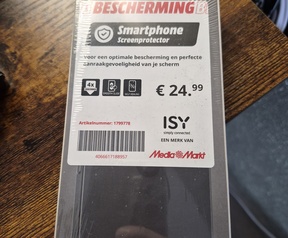 BESCHERMING
Smartphone
Screenprotector
Voor een optimale bescherming en perfecte
aanraakgevoeligheid van je scherm
4x
€ 24.99
Artikelnummer: 1799778
ISY
simply connected
EEN MERK VAN
MediaMarkt